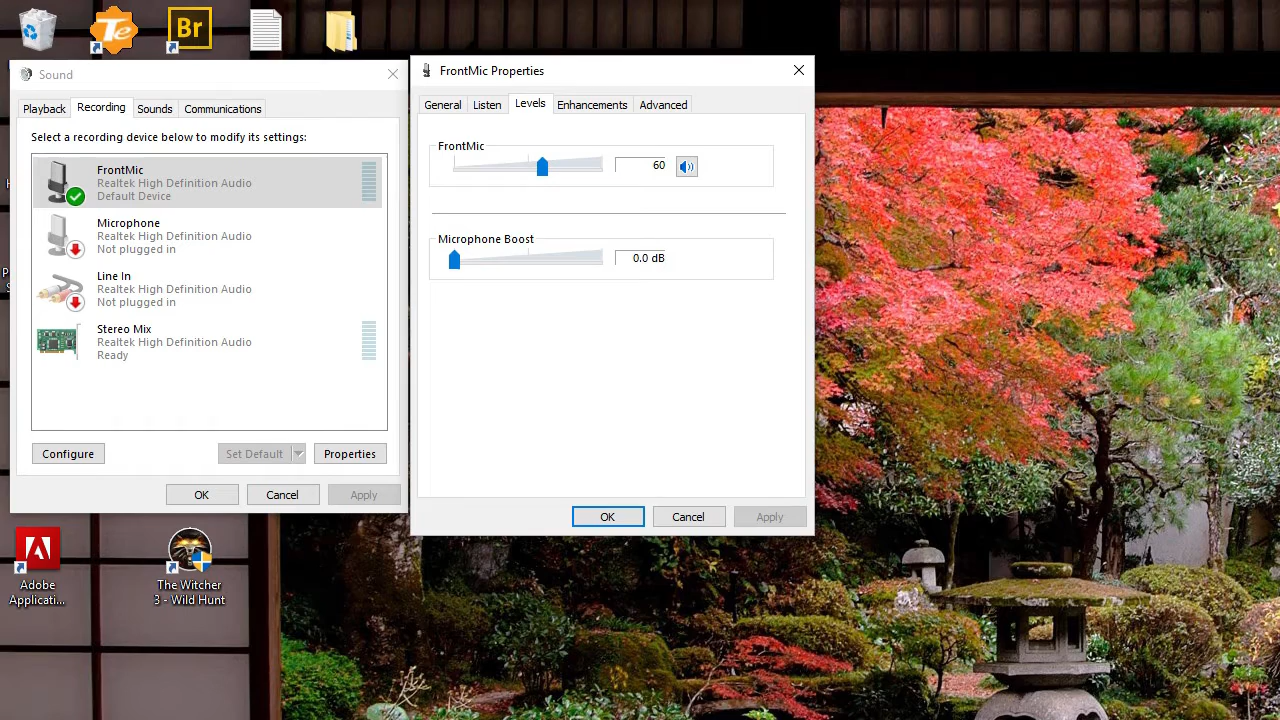 Te
Br
Sound
Playback
Recording
Sounds
Communications
Select a recording device below to modify its settings:
FrontMic
Realtek High Definition Audio
Default Device
Microphone
Realtek High Definition Audio
Not plugged in
Line In
Realtek High Definition Audio
Not plugged in
Stereo Mix
Realtek High Definition Audio
Ready
Configure
Set Default
Properties
OK
Cancel
Apply
FrontMic Properties
General
Listen
Levels
Enhancements
Advanced
FrontMic
60
Microphone Boost
0.0 dB
OK
Cancel
Apply
Adobe
Applicati...
The Witcher
3 - Wild Hunt